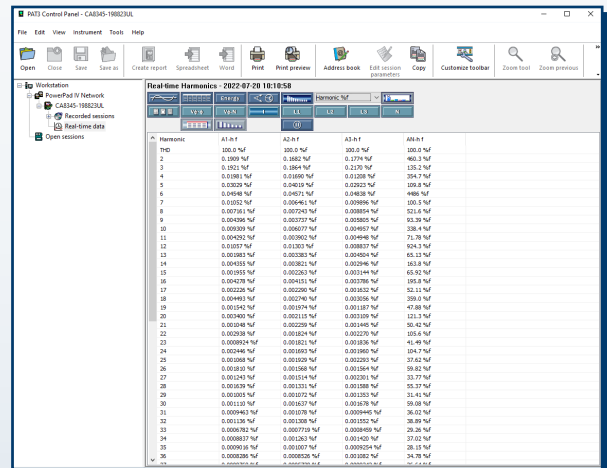 PAT3 Control Panel - CA8345-198823UL
File Edit View Instrument Tools Help
Open Close Save Save as Create report Spreadsheet Word Print Print preview Address book Edit session parameters Copy Customize toolbar Zoom tool Zoom previous
Workstation
PowerPad IV Network
CA8345-198823UL
Recorded sessions
Real-time data
Open sessions
Real-time Harmonics - 2022-07-20 10:10:58
Energy Harmonic %f
L1 L2 L3 N
Harmonic A1-h f A2-h f A3-h f AN-h f
THD 100.0 %f 100.0 %f 100.0 %f 100.0 %f
2 0.1909 %f 0.1682 %f 0.1774 %f 460.3 %f
3 0.1921 %f 0.1864 %f 0.2170 %f 135.2 %f
4 0.01981 %f 0.01690 %f 0.01208 %f 354.7 %f
5 0.03029 %f 0.04019 %f 0.02923 %f 109.8 %f
6 0.04548 %f 0.04571 %f 0.04838 %f 4486 %f
7 0.01052 %f 0.006461 %f 0.009896 %f 100.5 %f
8 0.007161 %f 0.007243 %f 0.008854 %f 521.6 %f
9 0.004396 %f 0.003737 %f 0.005805 %f 93.39 %f
10 0.009309 %f 0.006077 %f 0.004957 %f 338.4 %f
11 0.004292 %f 0.003902 %f 0.004948 %f 71.78 %f
12 0.01057 %f 0.01303 %f 0.008837 %f 924.3 %f
13 0.001983 %f 0.003383 %f 0.004504 %f 65.13 %f
14 0.004355 %f 0.003821 %f 0.002946 %f 163.8 %f
15 0.001955 %f 0.002263 %f 0.003144 %f 65.92 %f
16 0.004278 %f 0.004151 %f 0.003786 %f 195.8 %f
17 0.002226 %f 0.002290 %f 0.001632 %f 52.11 %f
18 0.004493 %f 0.002740 %f 0.003056 %f 359.0 %f
19 0.001542 %f 0.001974 %f 0.001187 %f 47.88 %f
20 0.003400 %f 0.002115 %f 0.003109 %f 121.3 %f
21 0.001048 %f 0.002259 %f 0.001445 %f 50.42 %f
22 0.002938 %f 0.001824 %f 0.002270 %f 105.6 %f
23 0.0008924 %f 0.001821 %f 0.001836 %f 41.49 %f
24 0.002446 %f 0.001693 %f 0.001960 %f 104.7 %f
25 0.001068 %f 0.001929 %f 0.002293 %f 37.62 %f
26 0.001810 %f 0.001568 %f 0.001564 %f 59.82 %f
27 0.001243 %f 0.001514 %f 0.002301 %f 33.77 %f
28 0.001639 %f 0.001331 %f 0.001588 %f 55.37 %f
29 0.001005 %f 0.001072 %f 0.001353 %f 31.41 %f
30 0.001110 %f 0.001637 %f 0.001678 %f 59.08 %f
31 0.0009463 %f 0.001078 %f 0.0009445 %f 36.02 %f
32 0.001136 %f 0.001308 %f 0.001552 %f 38.89 %f
33 0.0006782 %f 0.0007719 %f 0.0008459 %f 29.26 %f
34 0.0008837 %f 0.001263 %f 0.001420 %f 37.02 %f
35 0.0009016 %f 0.001007 %f 0.0009254 %f 28.15 %f
36 0.0008286 %f 0.0008526 %f 0.001082 %f 34.78 %f